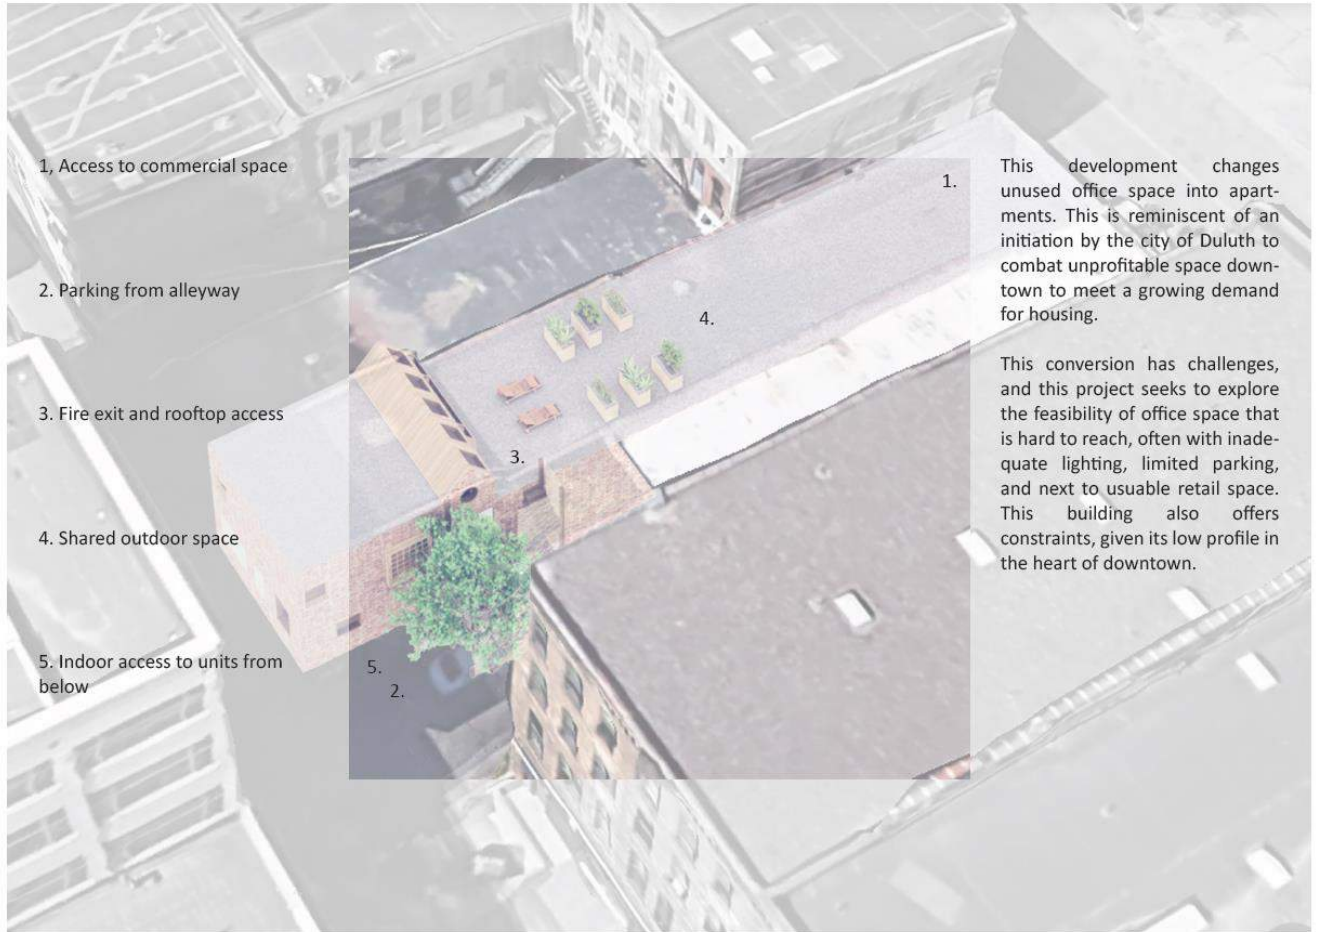 1, Access to commercial space
2. Parking from alleyway
3. Fire exit and rooftop access
4. Shared outdoor space
5. Indoor access to units from
below
1.
4.
3.
5.
2.
This development changes
unused office space into apart-
ments. This is reminiscent of an
initiation by the city of Duluth to
combat unprofitable space down-
town to meet a growing demand
for housing.
This conversion has challenges,
and this project seeks to explore
the feasibility of office space that
is hard to reach, often with inade-
quate lighting, limited parking,
and next to usuable retail space.
This building also offers
constraints, given its low profile in
the heart of downtown.